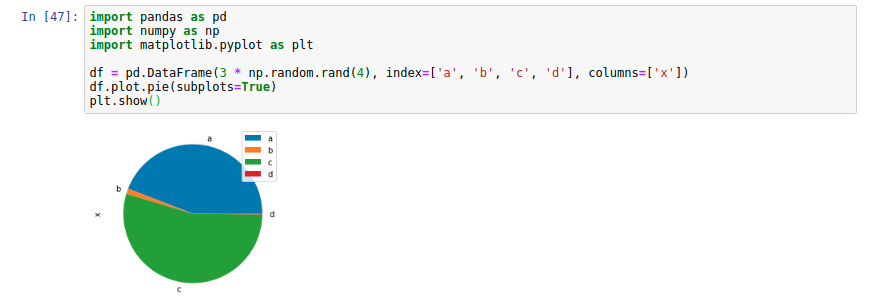 In [47]: import pandas as pd
import numpy as np
import matplotlib.pyplot as plt
df = pd.DataFrame(3 * np.random.rand(4), index=['a', 'b', 'c', 'd'], columns=['x'])
df.plot.pie(subplots=True)
plt.show()
a
a
b
c
d
b
x
d
c